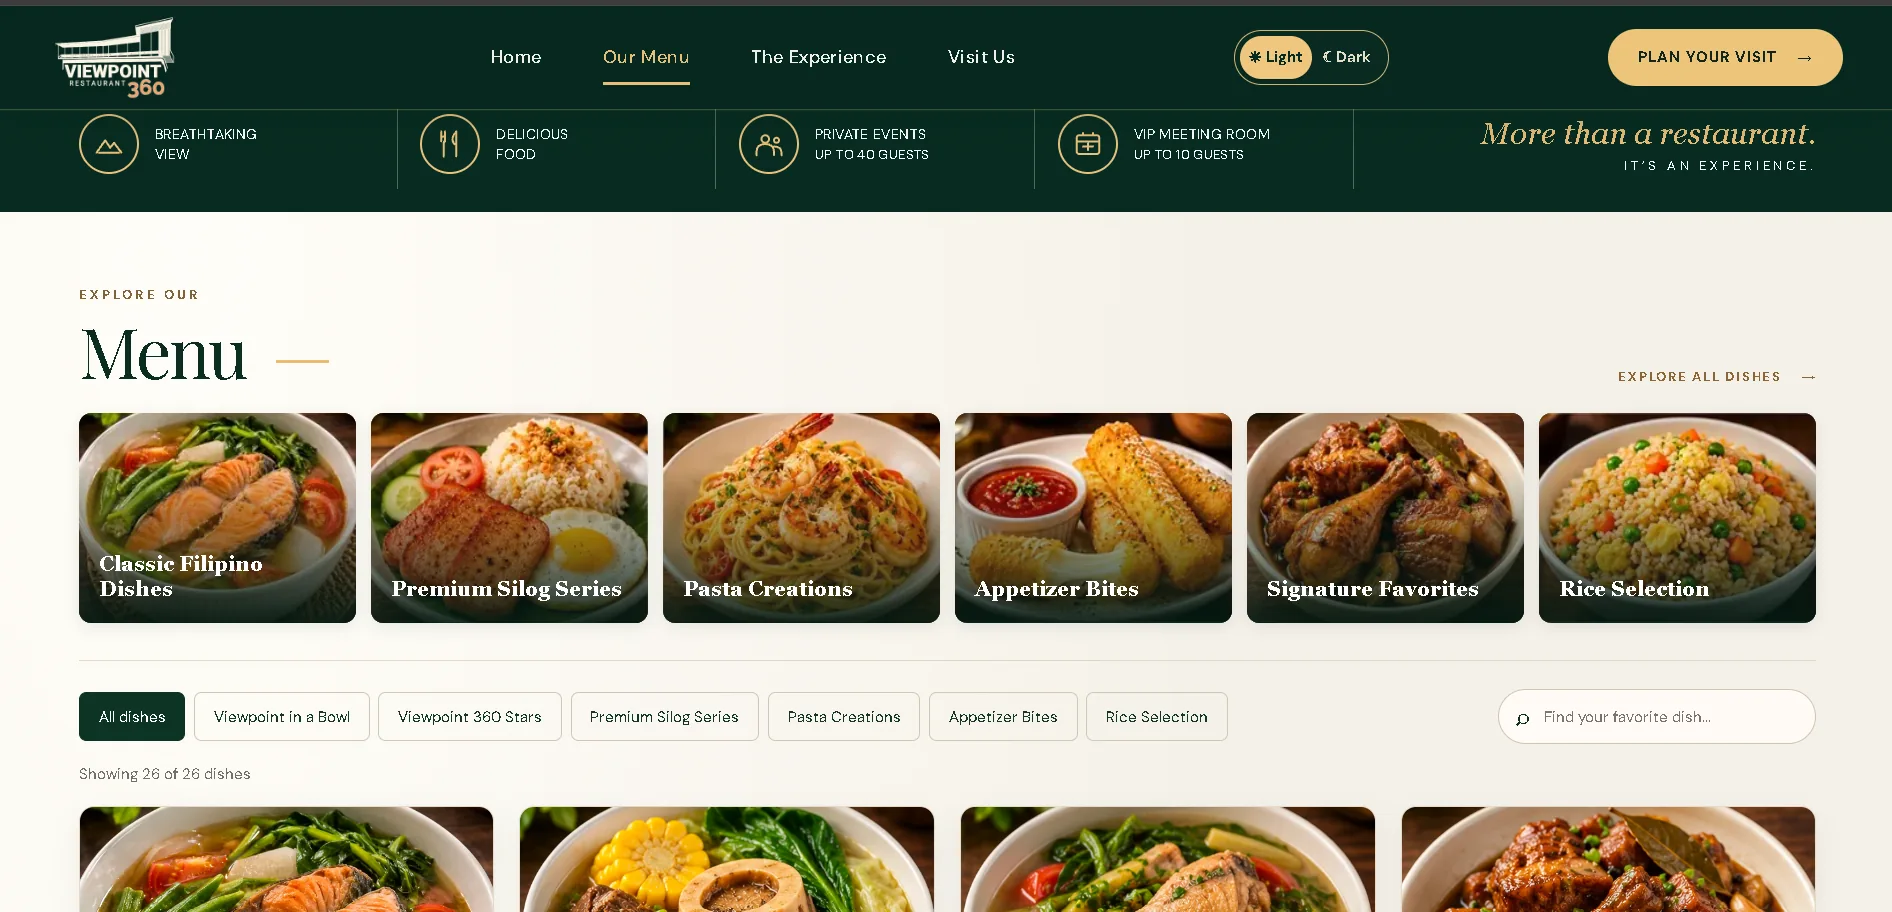 VIEWPOINT
RESTAURANT
360
Home
Our Menu
The Experience
Visit Us
Light
Dark
PLAN YOUR VISIT →
BREATHTAKING
VIEW
DELICIOUS
FOOD
PRIVATE EVENTS
UP TO 40 GUESTS
VIP MEETING ROOM
UP TO 10 GUESTS
More than a restaurant.
IT'S AN EXPERIENCE.
EXPLORE OUR
Menu
EXPLORE ALL DISHES →
Classic Filipino
Dishes
Premium Silog Series
Pasta Creations
Appetizer Bites
Signature Favorites
Rice Selection
All dishes
Viewpoint in a Bowl
Viewpoint 360 Stars
Premium Silog Series
Pasta Creations
Appetizer Bites
Rice Selection
Find your favorite dish...
Showing 26 of 26 dishes